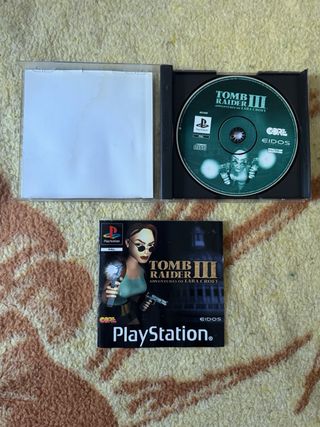 TOMB
RAIDER III
ADVENTURES OF LARA CROFT
CORE
EIDOS
PlayStation
TOMB
RAIDER III
ADVENTURES OF LARA CROFT
CORE
EIDOS
PlayStation